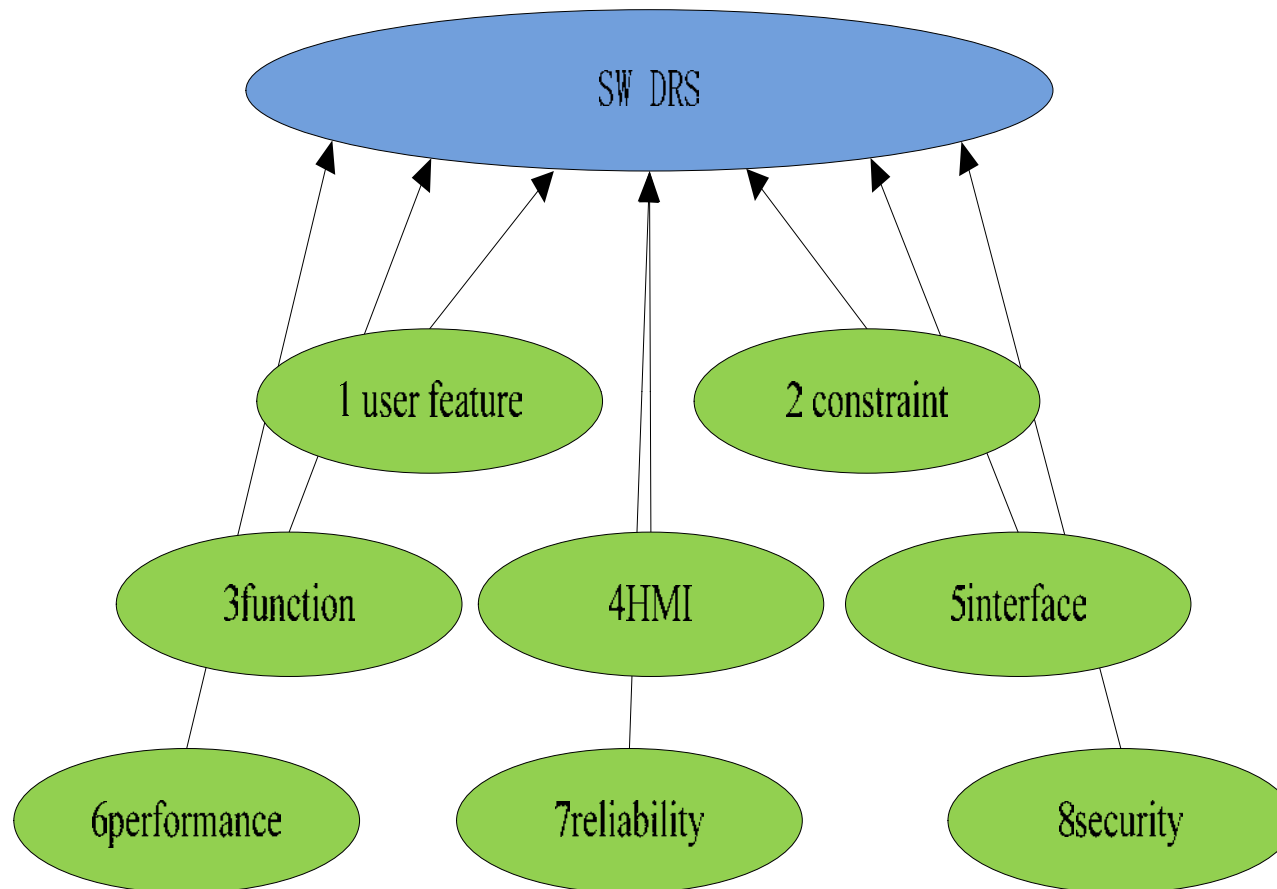 SW DRS
1 user feature
2 constraint
3function
4HMI
5interface
6performance
7reliability
8security